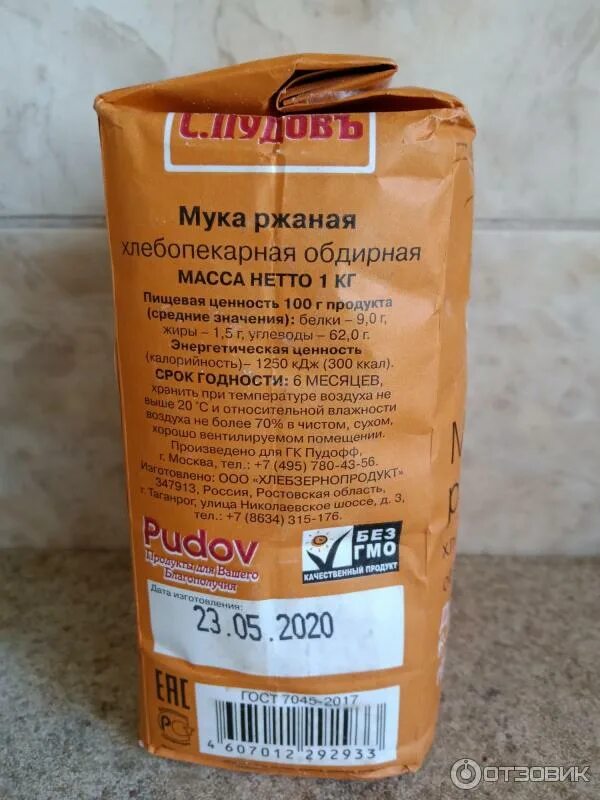 С.ПУДОВЪ
Мука ржаная
хлебопекарная обдирная
МАССА НЕТТО 1 КГ
Пищевая ценность 100 г продукта
(средние значения): белки – 9,0 г,
жиры – 1,5 г, углеводы – 62,0 г.
Энергетическая ценность
(калорийность)– 1250 кДж (300 ккал).
СРОК ГОДНОСТИ: 6 МЕСЯЦЕВ,
хранить при температуре воздуха не
выше 20 °С и относительной влажности
воздуха не более 70% в чистом, сухом,
хорошо вентилируемом помещении.
Произведено для ГК Пудофф,
г. Москва, тел.: +7 (495) 780-43-56.
Изготовлено: ООО «ХЛЕБЗЕРНОПРОДУКТ»
347913, Россия, Ростовская область,
г. Таганрог, улица Николаевское шоссе, д. 3,
тел.: +7 (8634) 315-176.
Pudov
Продукты для Вашего
Благополучия
БЕЗ
ГМО
КАЧЕСТВЕННЫЙ ПРОДУКТ
Дата изготовления:
23.05.2020
EAC
ГОСТ 7045-2017
4 607012 292933
ОТЗОВИК